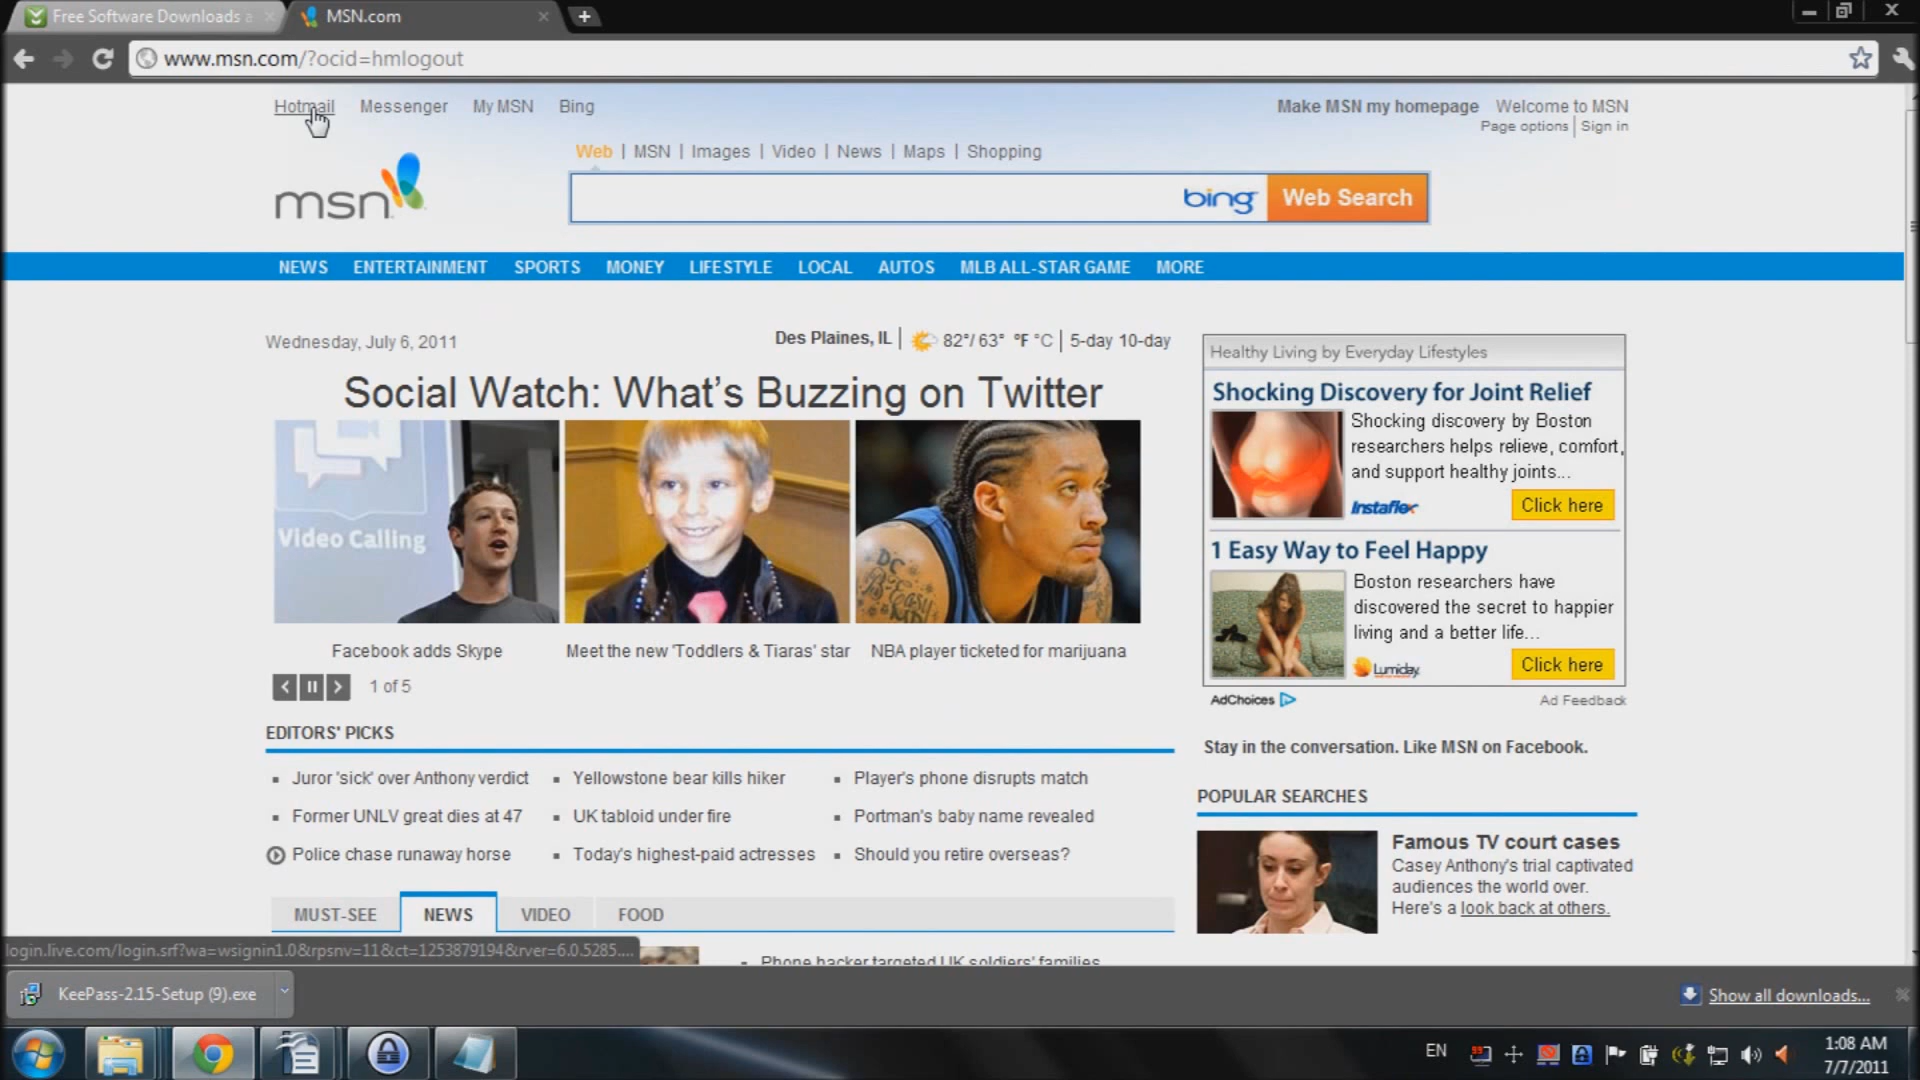 Free Software Downloads a
MSN.com
www.msn.com/?ocid=hmlogout
Hotmail Messenger My MSN Bing
Make MSN my homepage Welcome to MSN
Page options | Sign in
Web | MSN | Images | Video | News | Maps | Shopping
msn
bing Web Search
NEWS ENTERTAINMENT SPORTS MONEY LIFESTYLE LOCAL AUTOS MLB ALL-STAR GAME MORE
Wednesday, July 6, 2011
Des Plaines, IL | 82°/ 63° °F °C | 5-day 10-day
Social Watch: What's Buzzing on Twitter
Video Calling
Facebook adds Skype
Meet the new 'Toddlers & Tiaras' star
NBA player ticketed for marijuana
1 of 5
Healthy Living by Everyday Lifestyles
Shocking Discovery for Joint Relief
Shocking discovery by Boston
researchers helps relieve, comfort,
and support healthy joints...
Instaflex Click here
1 Easy Way to Feel Happy
Boston researchers have
discovered the secret to happier
living and a better life...
Lumiday Click here
AdChoices Ad Feedback
EDITORS' PICKS
Juror 'sick' over Anthony verdict
Yellowstone bear kills hiker
Player's phone disrupts match
Former UNLV great dies at 47
UK tabloid under fire
Portman's baby name revealed
Police chase runaway horse
Today's highest-paid actresses
Should you retire overseas?
Stay in the conversation. Like MSN on Facebook.
POPULAR SEARCHES
Famous TV court cases
Casey Anthony's trial captivated
audiences the world over.
Here's a look back at others.
MUST-SEE NEWS VIDEO FOOD
login.live.com/login.srf?wa=wsignin1.0&rpsnv=11&ct=1253879194&rver=6.0.5285....
Phone hacker targeted UK soldiers' families
KeePass-2.15-Setup (9).exe
Show all downloads...
EN
1:08 AM
7/7/2011